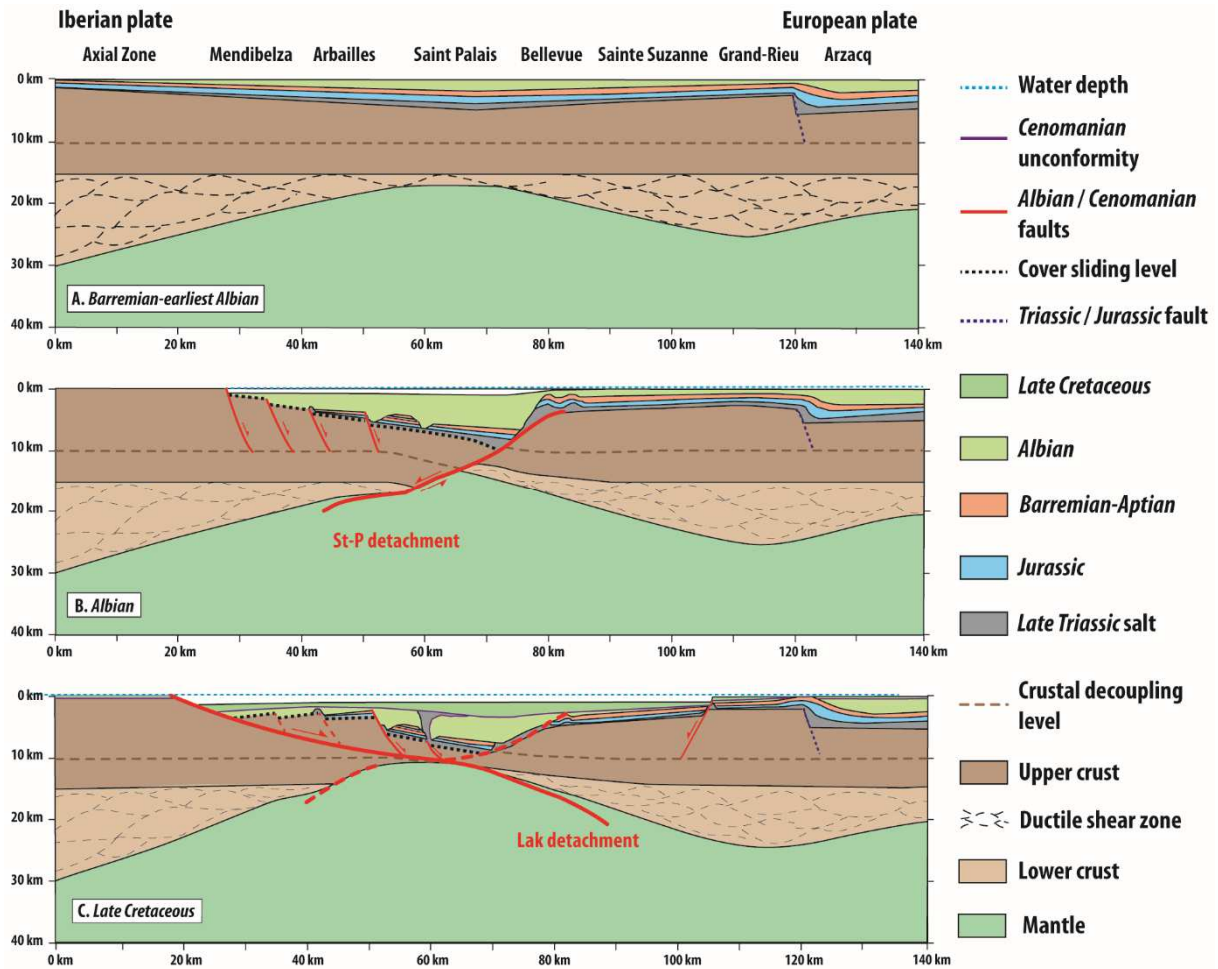 Iberian plate
European plate
Axial Zone Mendibelza Arbailles Saint Palais Bellevue Sainte Suzanne Grand-Rieu Arzacq
0 km
10 km
20 km
30 km
40 km
A. Barremian-earliest Albian
0 km 20 km 40 km 60 km 80 km 100 km 120 km 140 km
0 km
10 km
20 km
30 km
40 km
St-P detachment
B. Albian
0 km 20 km 40 km 60 km 80 km 100 km 120 km 140 km
0 km
10 km
20 km
30 km
40 km
Lak detachment
C. Late Cretaceous
0 km 20 km 40 km 60 km 80 km 100 km 120 km 140 km
Water depth
Cenomanian
unconformity
Albian / Cenomanian
faults
Cover sliding level
Triassic / Jurassic fault
Late Cretaceous
Albian
Barremian-Aptian
Jurassic
Late Triassic salt
Crustal decoupling
level
Upper crust
Ductile shear zone
Lower crust
Mantle